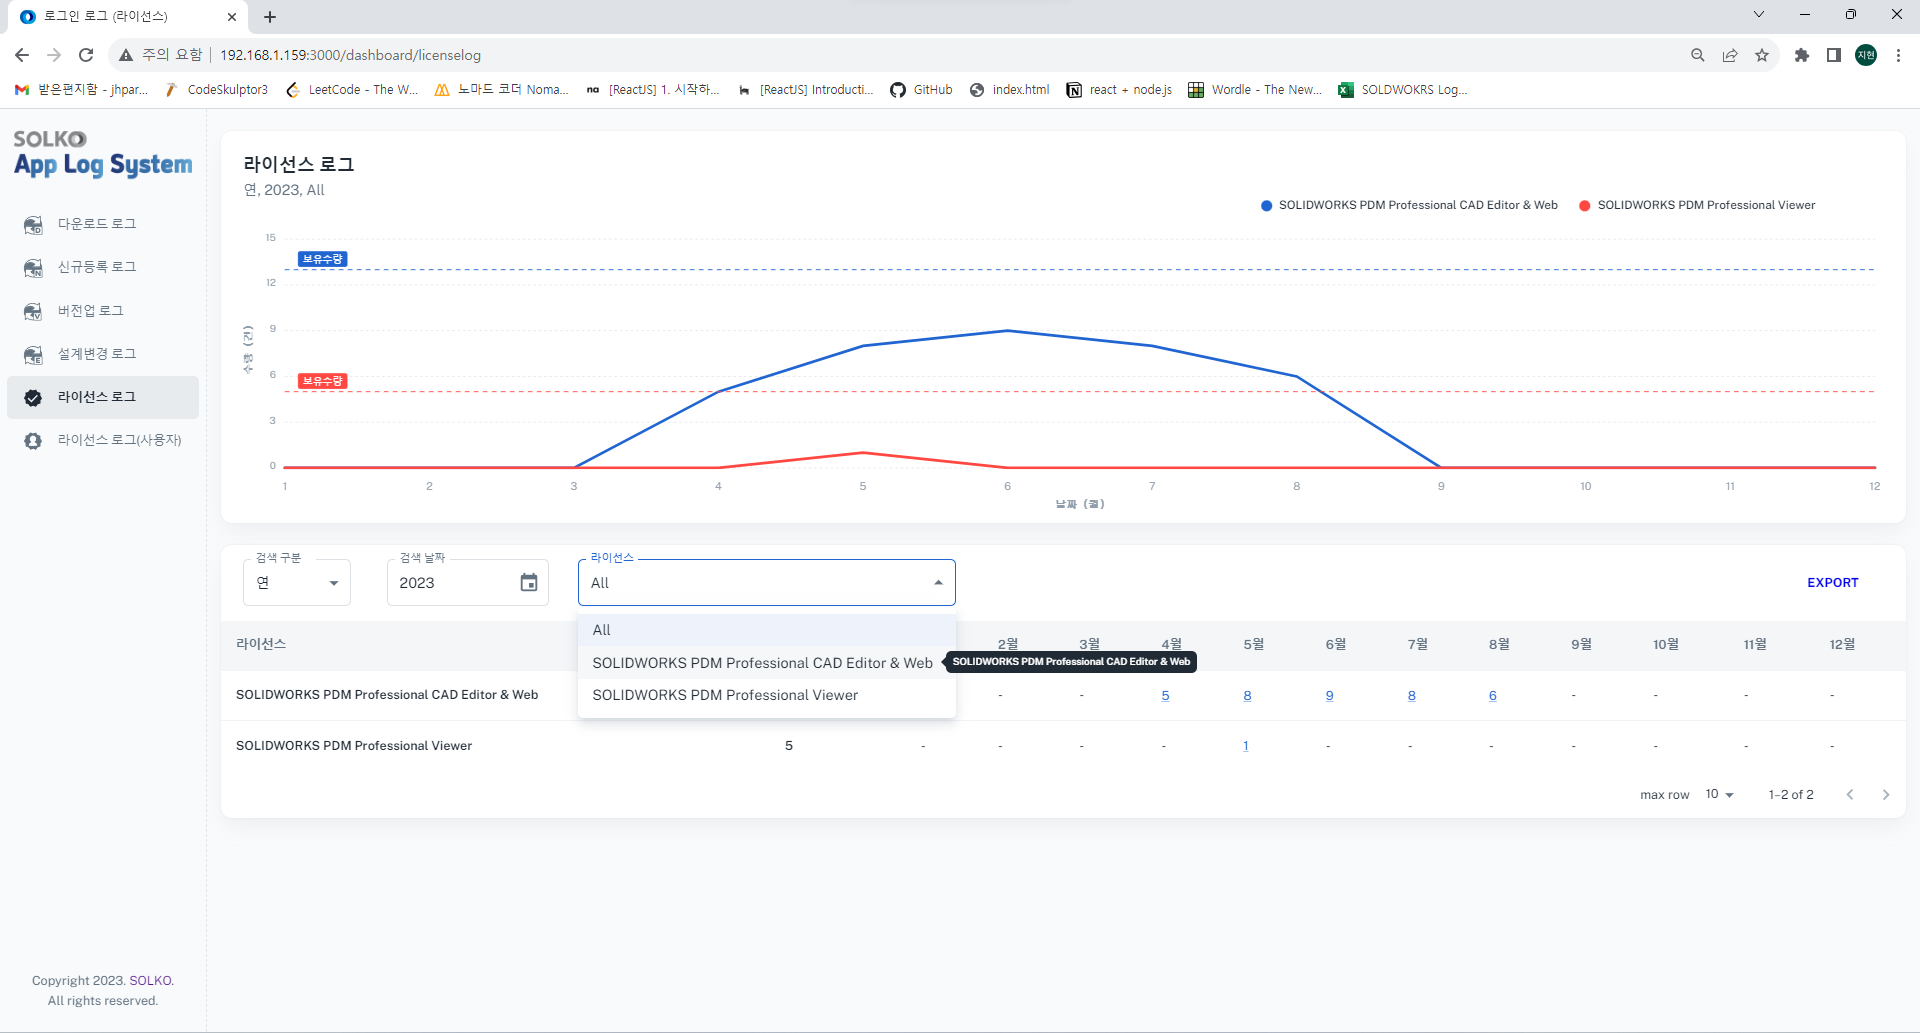 로그인 로그 (라이선스)
주의 요함
192.168.1.159:3000/dashboard/licenselog
지현
받은편지함 - jhpar...
CodeSkulptor3
LeetCode - The W...
노마드 코더 Noma...
na
[ReactJS] 1. 시작하...
[ReactJS] Introducti...
GitHub
index.html
react + node.js
Wordle - The New...
SOLDWOKRS Log...
SOLKO
App Log System
다운로드 로그
신규등록 로그
버전업 로그
설계변경 로그
라이선스 로그
라이선스 로그(사용자)
Copyright 2023. SOLKO.
All rights reserved.
라이선스 로그
연, 2023, All
SOLIDWORKS PDM Professional CAD Editor & Web
SOLIDWORKS PDM Professional Viewer
15
보유수량
12
9
수량 (건)
6
보유수량
3
0
1 2 3 4 5 6 7 8 9 10 11 12
날짜 (월)
검색 구분
연
검색 날짜
2023
라이선스
All
EXPORT
All
SOLIDWORKS PDM Professional CAD Editor & Web
SOLIDWORKS PDM Professional Viewer
SOLIDWORKS PDM Professional CAD Editor & Web
라이선스 2월 3월 4월 5월 6월 7월 8월 9월 10월 11월 12월
SOLIDWORKS PDM Professional CAD Editor & Web - - 5 8 9 8 6 - - - -
SOLIDWORKS PDM Professional Viewer 5 - - - - 1 - - - - - - -
max row 10 1–2 of 2